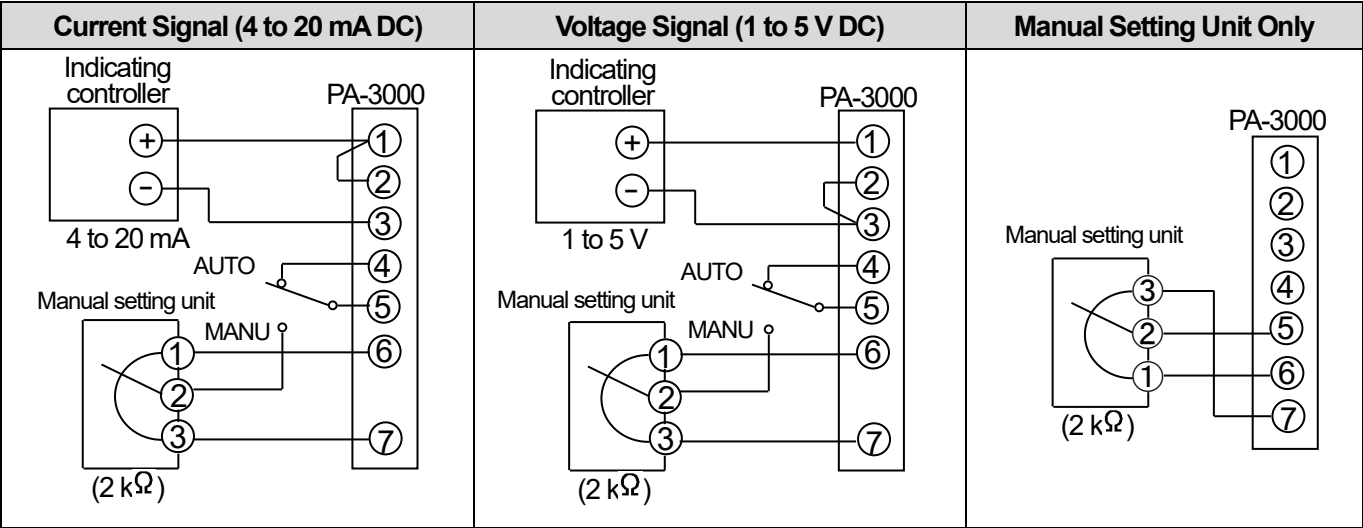 Current Signal (4 to 20 mA DC)
Voltage Signal (1 to 5 V DC)
Manual Setting Unit Only
Indicating
controller
PA-3000
+
−
4 to 20 mA
1
2
3
4
5
6
7
AUTO
MANU
Manual setting unit
1
2
3
(2 kΩ)
Indicating
controller
PA-3000
+
−
1 to 5 V
1
2
3
4
5
6
7
AUTO
MANU
Manual setting unit
1
2
3
(2 kΩ)
PA-3000
1
2
3
4
5
6
7
Manual setting unit
3
2
1
(2 kΩ)